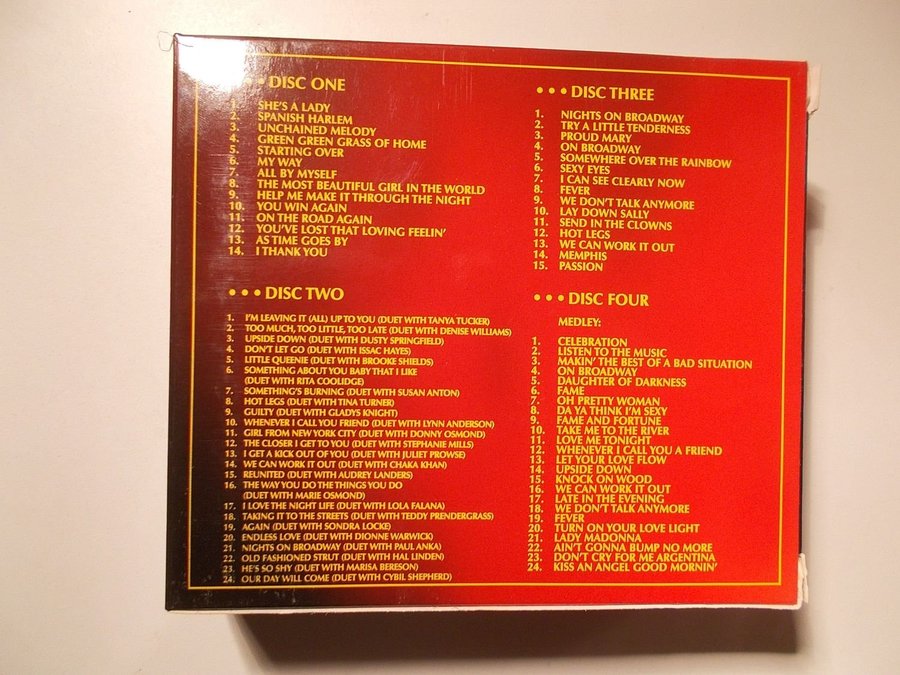 ••• DISC ONE
1. SHE'S A LADY
2. SPANISH HARLEM
3. UNCHAINED MELODY
4. GREEN GREEN GRASS OF HOME
5. STARTING OVER
6. MY WAY
7. ALL BY MYSELF
8. THE MOST BEAUTIFUL GIRL IN THE WORLD
9. HELP ME MAKE IT THROUGH THE NIGHT
10. YOU WIN AGAIN
11. ON THE ROAD AGAIN
12. YOU'VE LOST THAT LOVING FEELIN'
13. AS TIME GOES BY
14. I THANK YOU
••• DISC TWO
1. I'M LEAVING IT (ALL) UP TO YOU (DUET WITH TANYA TUCKER)
2. TOO MUCH, TOO LITTLE, TOO LATE (DUET WITH DENISE WILLIAMS)
3. UPSIDE DOWN (DUET WITH DUSTY SPRINGFIELD)
4. DON'T LET GO (DUET WITH ISSAC HAYES)
5. LITTLE QUEENIE (DUET WITH BROOKE SHIELDS)
6. SOMETHING ABOUT YOU BABY THAT I LIKE
(DUET WITH RITA COOLIDGE)
7. SOMETHING'S BURNING (DUET WITH SUSAN ANTON)
8. HOT LEGS (DUET WITH TINA TURNER)
9. GUILTY (DUET WITH GLADYS KNIGHT)
10. WHENEVER I CALL YOU FRIEND (DUET WITH LYNN ANDERSON)
11. GIRL FROM NEW YORK CITY (DUET WITH DONNY OSMOND)
12. THE CLOSER I GET TO YOU (DUET WITH STEPHANIE MILLS)
13. I GET A KICK OUT OF YOU (DUET WITH JULIET PROWSE)
14. WE CAN WORK IT OUT (DUET WITH CHAKA KHAN)
15. REUNITED (DUET WITH AUDREY LANDERS)
16. THE WAY YOU DO THE THINGS YOU DO
(DUET WITH MARIE OSMOND)
17. I LOVE THE NIGHT LIFE (DUET WITH LOLA FALANA)
18. TAKING IT TO THE STREETS (DUET WITH TEDDY PRENDERGRASS)
19. AGAIN (DUET WITH SONDRA LOCKE)
20. ENDLESS LOVE (DUET WITH DIONNE WARWICK)
21. NIGHTS ON BROADWAY (DUET WITH PAUL ANKA)
22. OLD FASHIONED STRUT (DUET WITH HAL LINDEN)
23. HE'S SO SHY (DUET WITH MARISA BERESON)
24. OUR DAY WILL COME (DUET WITH CYBIL SHEPHERD)
••• DISC THREE
1. NIGHTS ON BROADWAY
2. TRY A LITTLE TENDERNESS
3. PROUD MARY
4. ON BROADWAY
5. SOMEWHERE OVER THE RAINBOW
6. SEXY EYES
7. I CAN SEE CLEARLY NOW
8. FEVER
9. WE DON'T TALK ANYMORE
10. LAY DOWN SALLY
11. SEND IN THE CLOWNS
12. HOT LEGS
13. WE CAN WORK IT OUT
14. MEMPHIS
15. PASSION
••• DISC FOUR
MEDLEY:
1. CELEBRATION
2. LISTEN TO THE MUSIC
3. MAKIN' THE BEST OF A BAD SITUATION
4. ON BROADWAY
5. DAUGHTER OF DARKNESS
6. FAME
7. OH PRETTY WOMAN
8. DA YA THINK I'M SEXY
9. FAME AND FORTUNE
10. TAKE ME TO THE RIVER
11. LOVE ME TONIGHT
12. WHENEVER I CALL YOU A FRIEND
13. LET YOUR LOVE FLOW
14. UPSIDE DOWN
15. KNOCK ON WOOD
16. WE CAN WORK IT OUT
17. LATE IN THE EVENING
18. WE DON'T TALK ANYMORE
19. FEVER
20. TURN ON YOUR LOVE LIGHT
21. LADY MADONNA
22. AIN'T GONNA BUMP NO MORE
23. DON'T CRY FOR ME ARGENTINA
24. KISS AN ANGEL GOOD MORNIN'